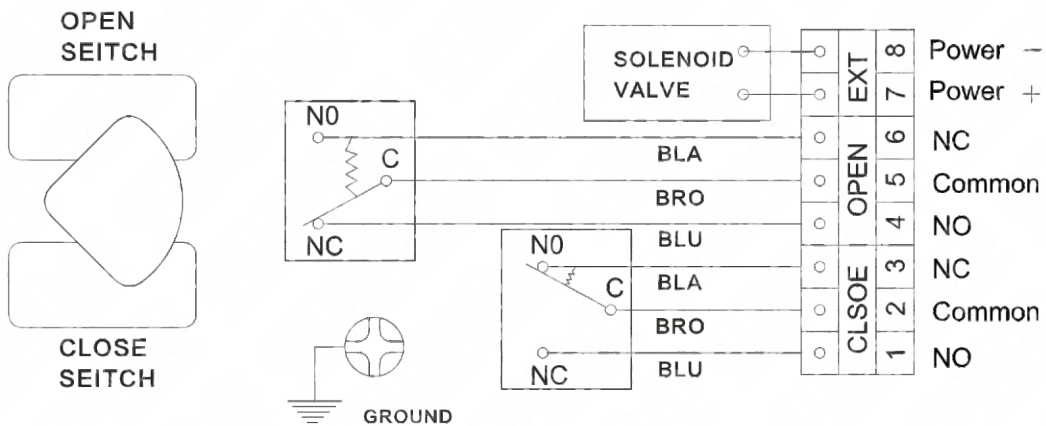 OPEN
SEITCH
CLOSE
SEITCH
N0
C
NC
GROUND
N0
C
NC
SOLENOID
VALVE
BLA
BRO
BLU
BLA
BRO
BLU
EXT
OPEN
CLSOE
8 Power −
7 Power +
6 NC
5 Common
4 NO
3 NC
2 Common
1 NO